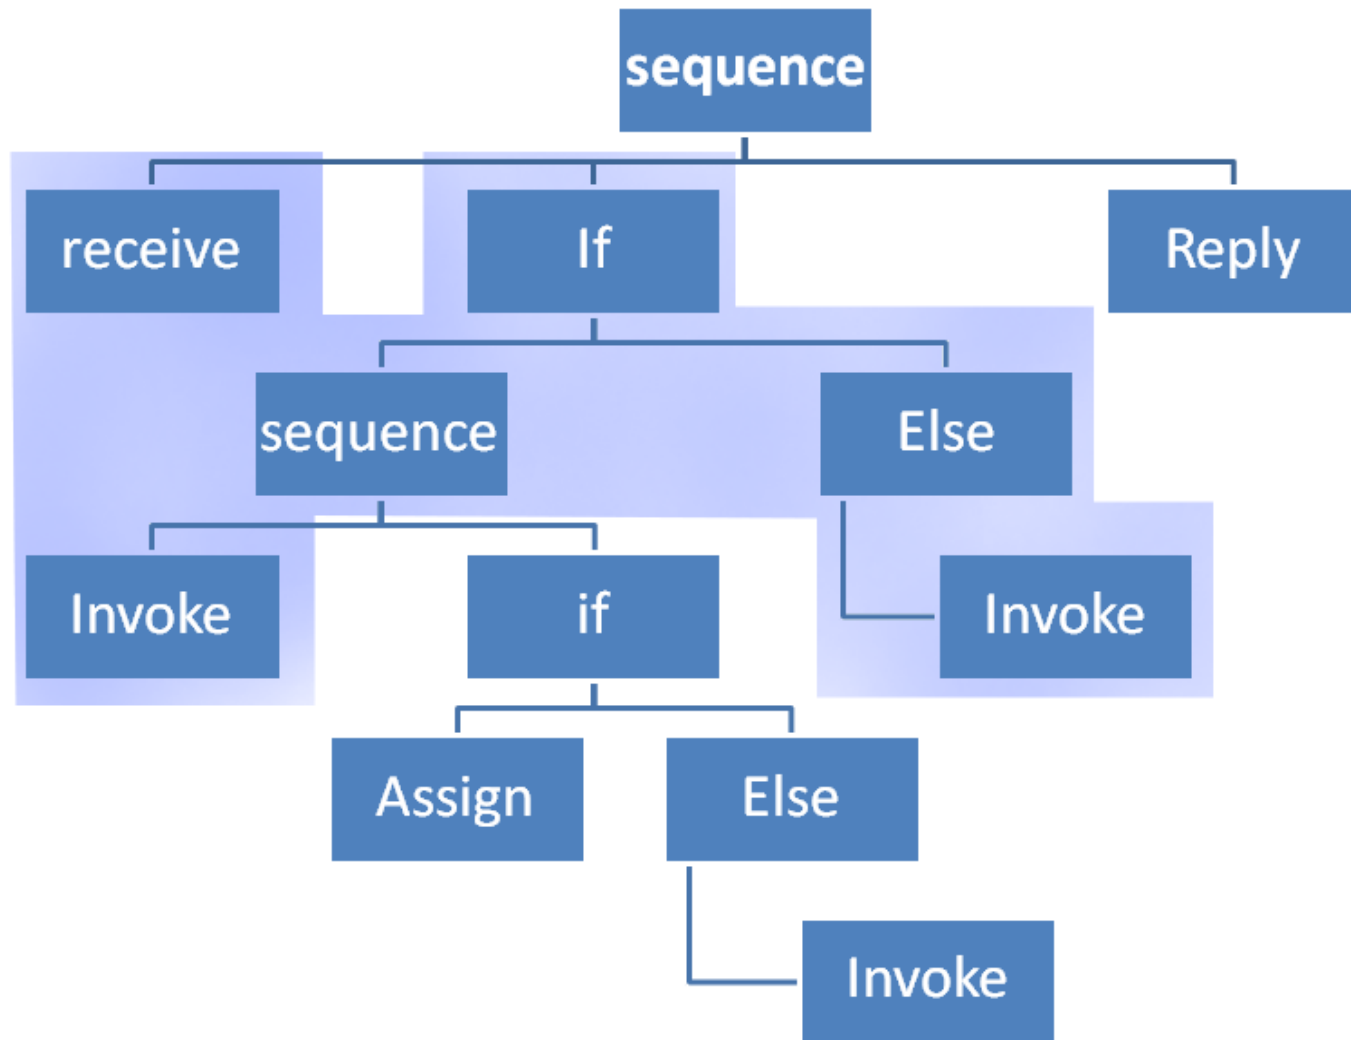 sequence
receive
If
Reply
sequence
Else
Invoke
if
Invoke
Assign
Else
Invoke